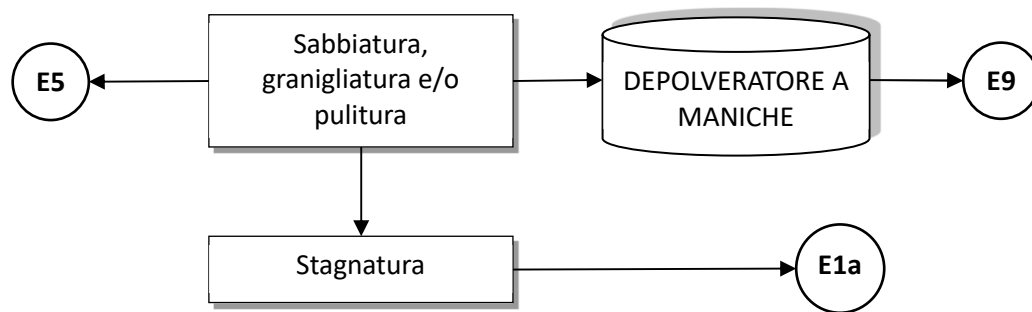 E5
Sabbiatura,
granigliatura e/o
pulitura
DEPOLVERATORE A
MANICHE
E9
Stagnatura
E1a